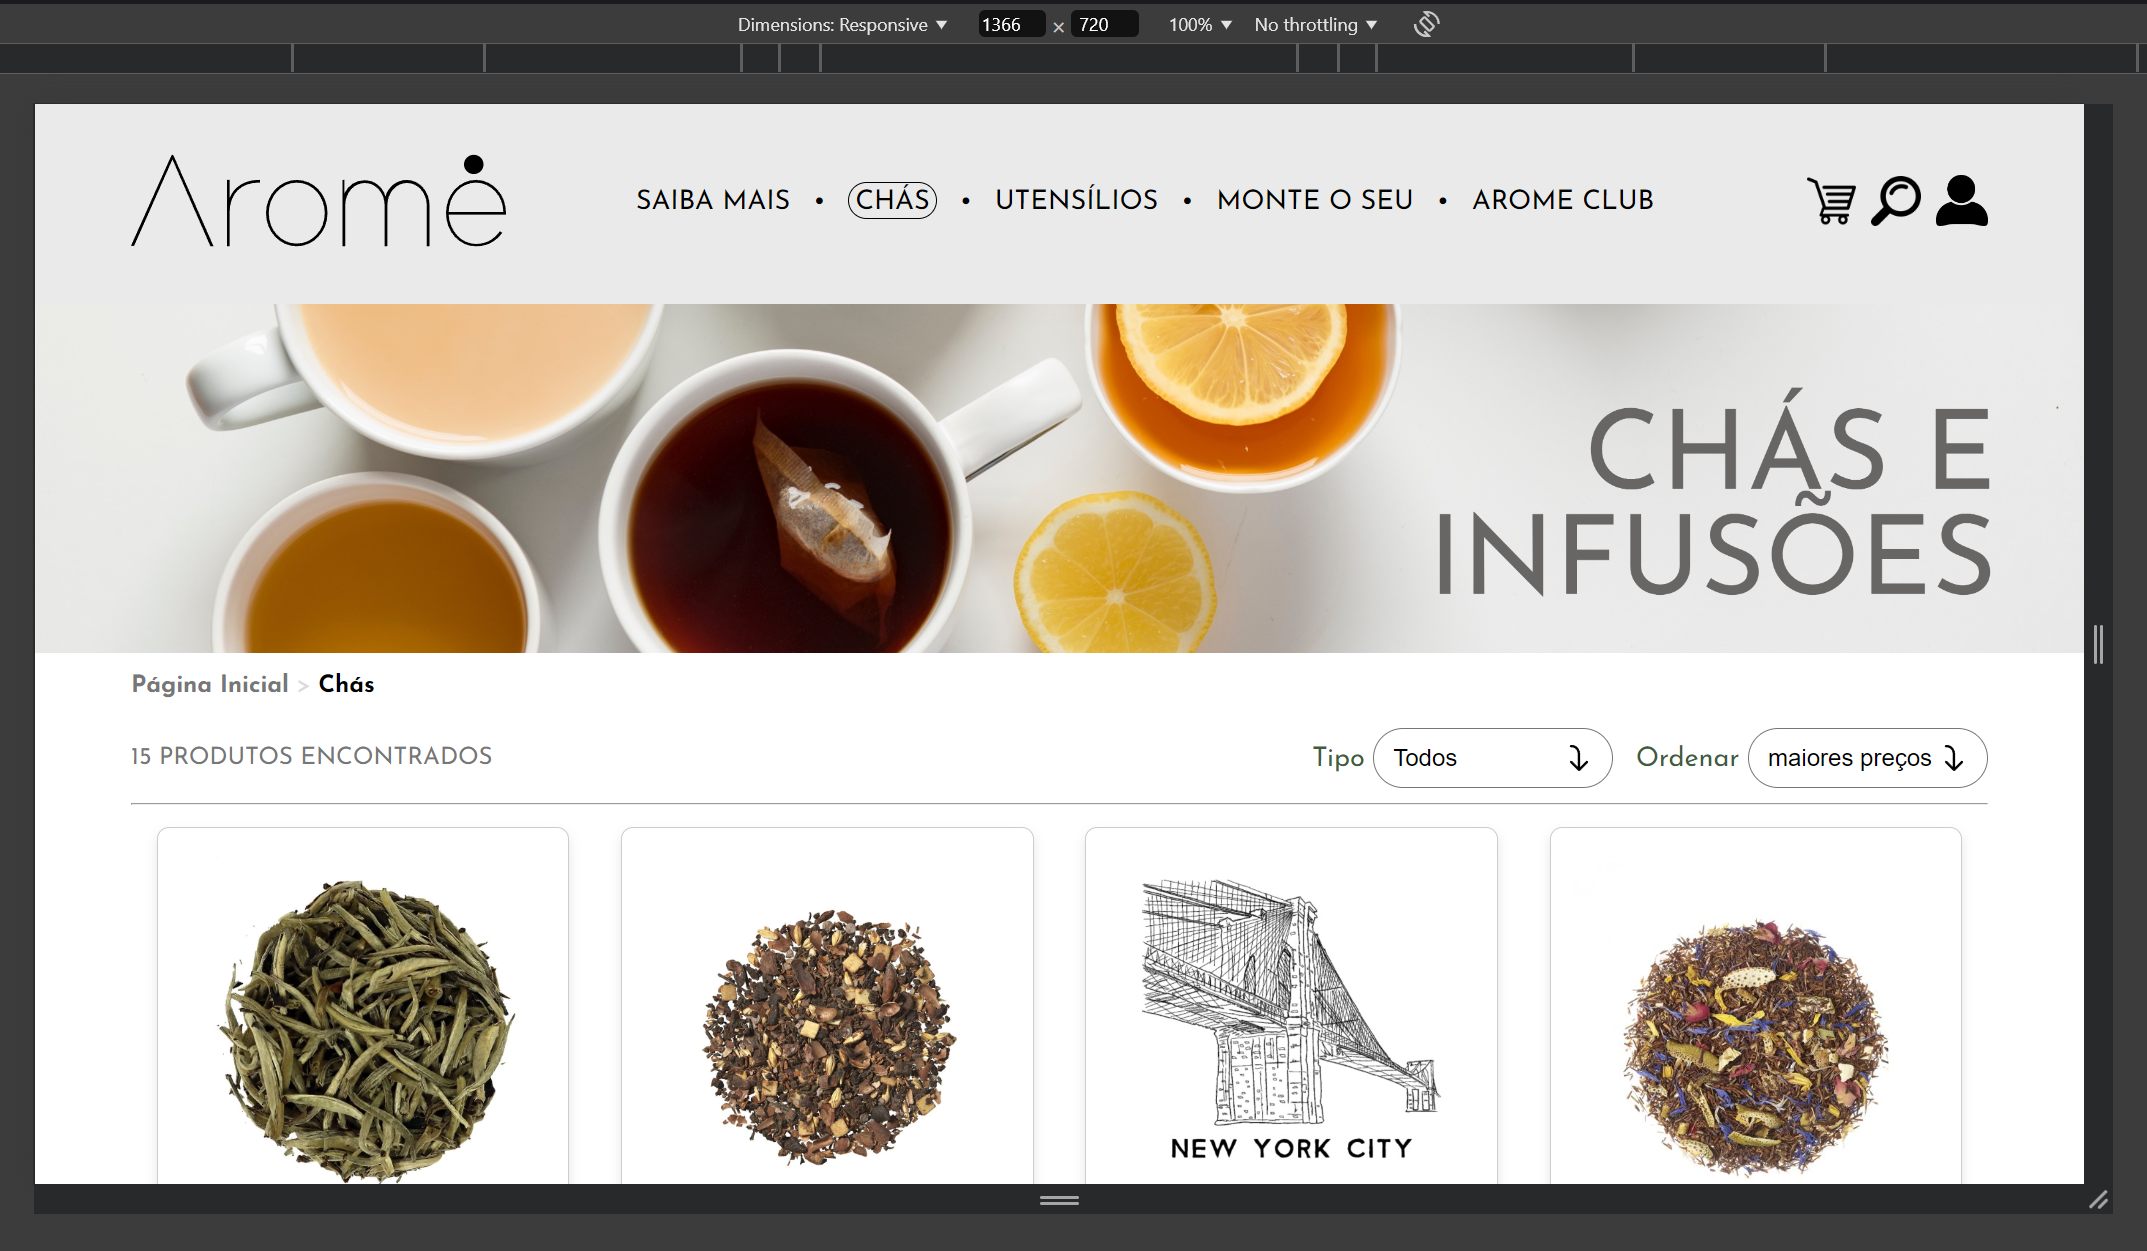 Dimensions: Responsive ▼ 1366 × 720 100% ▼ No throttling ▼
Aromė
SAIBA MAIS • CHÁS • UTENSÍLIOS • MONTE O SEU • AROME CLUB
CHÁS E
INFUSÕES
Página Inicial > Chás
15 PRODUTOS ENCONTRADOS
Tipo Todos Ordenar maiores preços
NEW YORK CITY